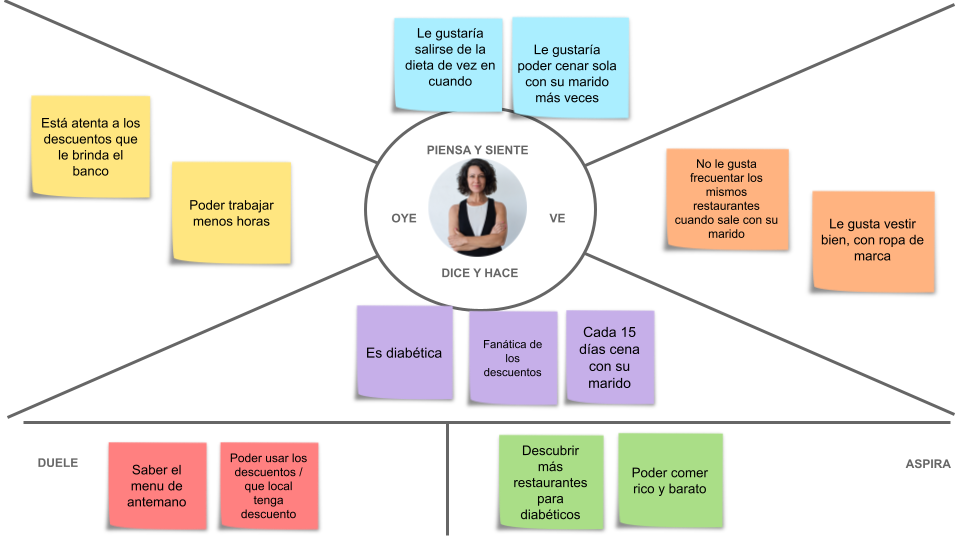 Le gustaría
salirse de la
dieta de vez en
cuando
Le gustaría
poder cenar sola
con su marido
más veces
Está atenta a los
descuentos que
le brinda el
banco
Poder trabajar
menos horas
PIENSA Y SIENTE
OYE
VE
DICE Y HACE
No le gusta
frecuentar los
mismos
restaurantes
cuando sale con su
marido
Le gusta vestir
bien, con ropa de
marca
Es diabética
Fanática de
los
descuentos
Cada 15
días cena
con su
marido
DUELE
Saber el
menu de
antemano
Poder usar los
descuentos /
que local
tenga
descuento
Descubrir
más
restaurantes
para
diabéticos
Poder comer
rico y barato
ASPIRA